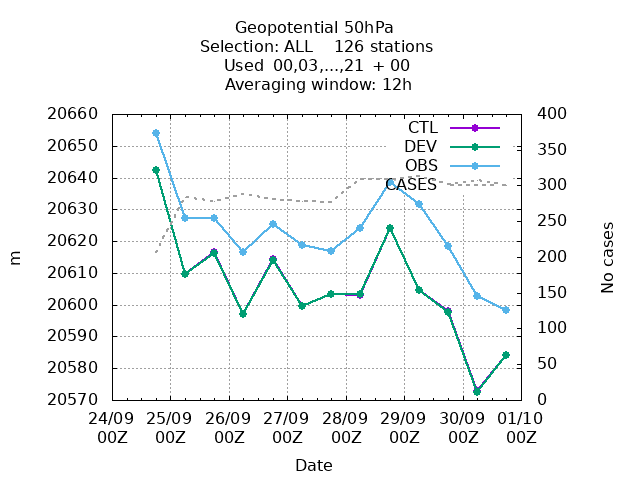 Geopotential 50hPa
Selection: ALL    126 stations
Used  00,03,...,21  + 00
Averaging window: 12h
20660
20650
20640
20630
20620
20610
20600
20590
20580
20570
400
350
300
250
200
150
100
50
0
CTL
DEV
OBS
CASES
m
No cases
24/09 25/09 26/09 27/09 28/09 29/09 30/09 01/10
00Z 00Z 00Z 00Z 00Z 00Z 00Z 00Z
Date